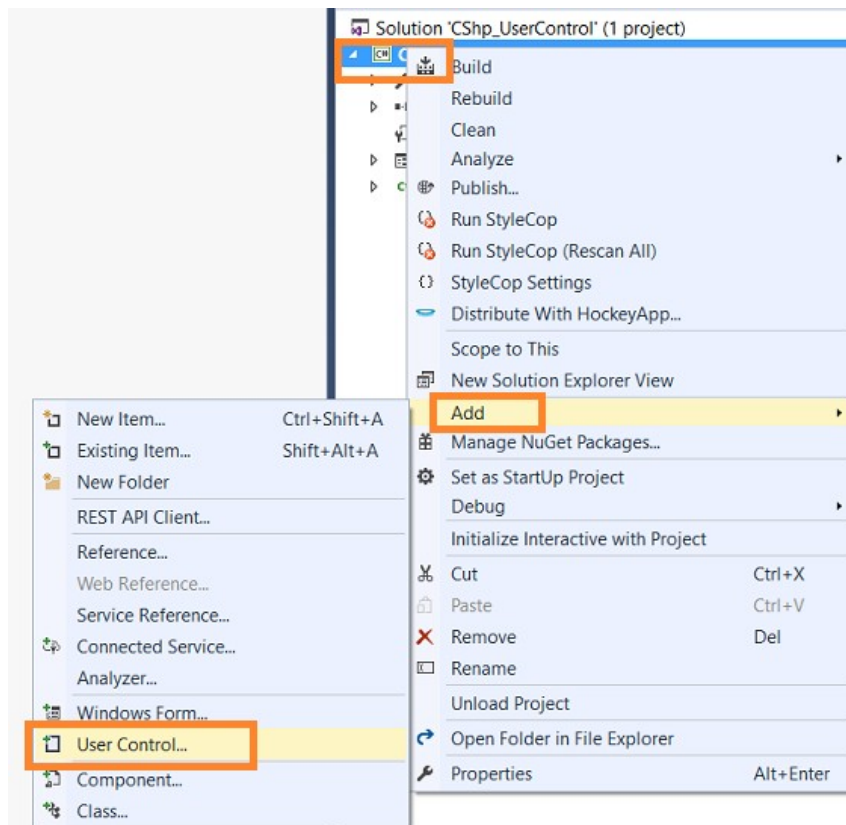 Solution 'CShp_UserControl' (1 project)
C#
Build
Rebuild
Clean
Analyze
Publish...
Run StyleCop
Run StyleCop (Rescan All)
StyleCop Settings
Distribute With HockeyApp...
Scope to This
New Solution Explorer View
Add
Manage NuGet Packages...
Set as StartUp Project
Debug
Initialize Interactive with Project
Cut Ctrl+X
Paste Ctrl+V
Remove Del
Rename
Unload Project
Open Folder in File Explorer
Properties Alt+Enter
New Item... Ctrl+Shift+A
Existing Item... Shift+Alt+A
New Folder
REST API Client...
Reference...
Web Reference...
Service Reference...
Connected Service...
Analyzer...
Windows Form...
User Control...
Component...
Class...